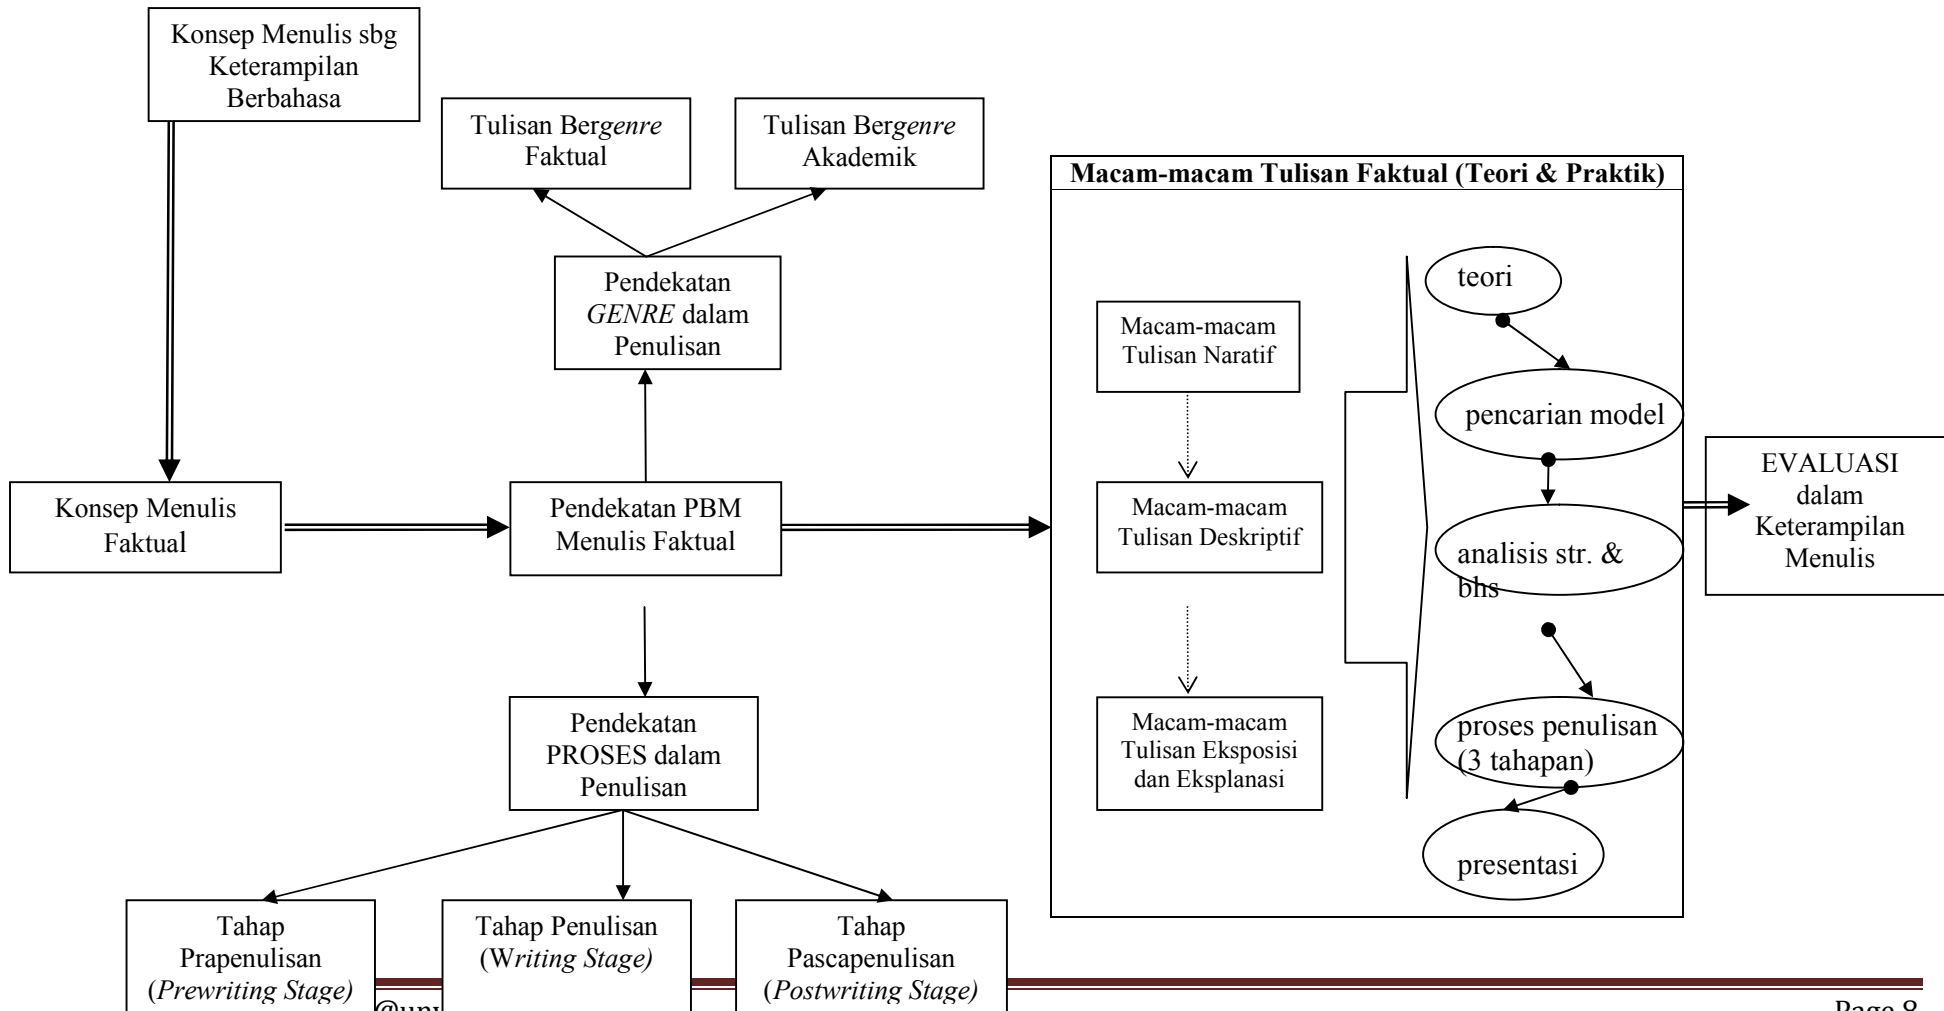 Konsep Menulis sbg
Keterampilan
Berbahasa
Tulisan Bergenre
Faktual
Tulisan Bergenre
Akademik
Pendekatan
GENRE dalam
Penulisan
Konsep Menulis
Faktual
Pendekatan PBM
Menulis Faktual
Pendekatan
PROSES dalam
Penulisan
Tahap
Prapenulisan
(Prewriting Stage)
Tahap Penulisan
(Writing Stage)
Tahap
Pascapenulisan
(Postwriting Stage)
Macam-macam Tulisan Faktual (Teori & Praktik)
Macam-macam
Tulisan Naratif
Macam-macam
Tulisan Deskriptif
Macam-macam
Tulisan Eksposisi
dan Eksplanasi
teori
pencarian model
analisis str. &
bhs
proses penulisan
(3 tahapan)
presentasi
EVALUASI
dalam
Keterampilan
Menulis
Page 8